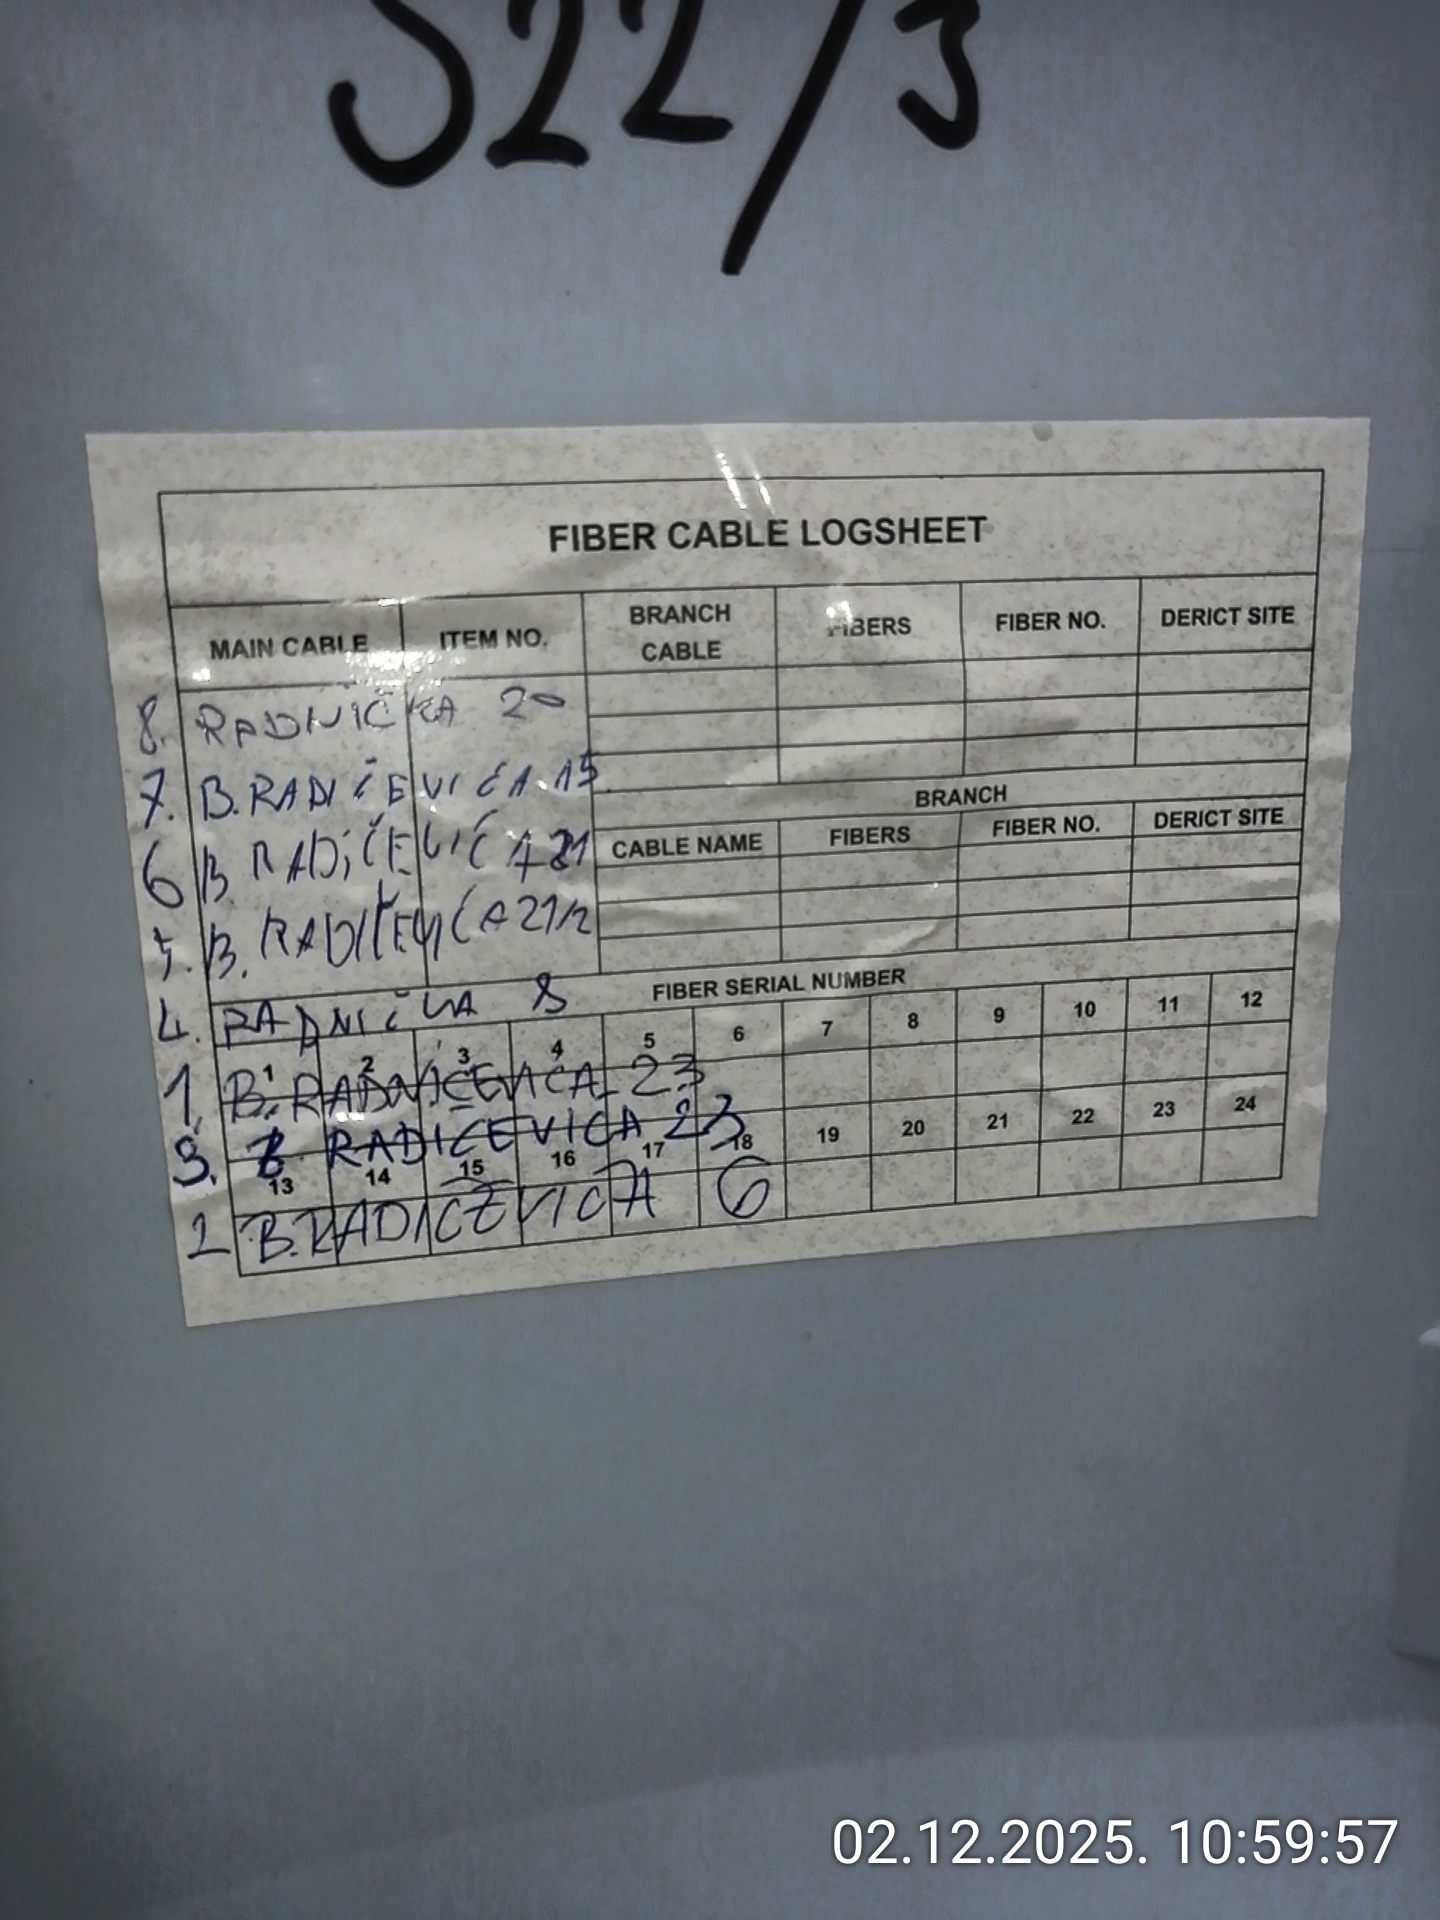 S22/3
FIBER CABLE LOGSHEET
MAIN CABLE ITEM NO. BRANCH CABLE FIBERS FIBER NO. DERICT SITE
8. RADNIČKA 20
7. B. RADIČEVIĆA 15
BRANCH
CABLE NAME FIBERS FIBER NO. DERICT SITE
6 B. RADIČEVIĆA 21
5. B. RADIČEVIĆA 21/2
FIBER SERIAL NUMBER
4. RADNIČKA 8
1 2 3 4 5 6 7 8 9 10 11 12
1. B. RADNIČEVIĆA 23
3. RADIČEVIĆA 23
13 14 15 16 17 18 19 20 21 22 23 24
2 B. RADIČEVIĆA 6
02.12.2025. 10:59:57